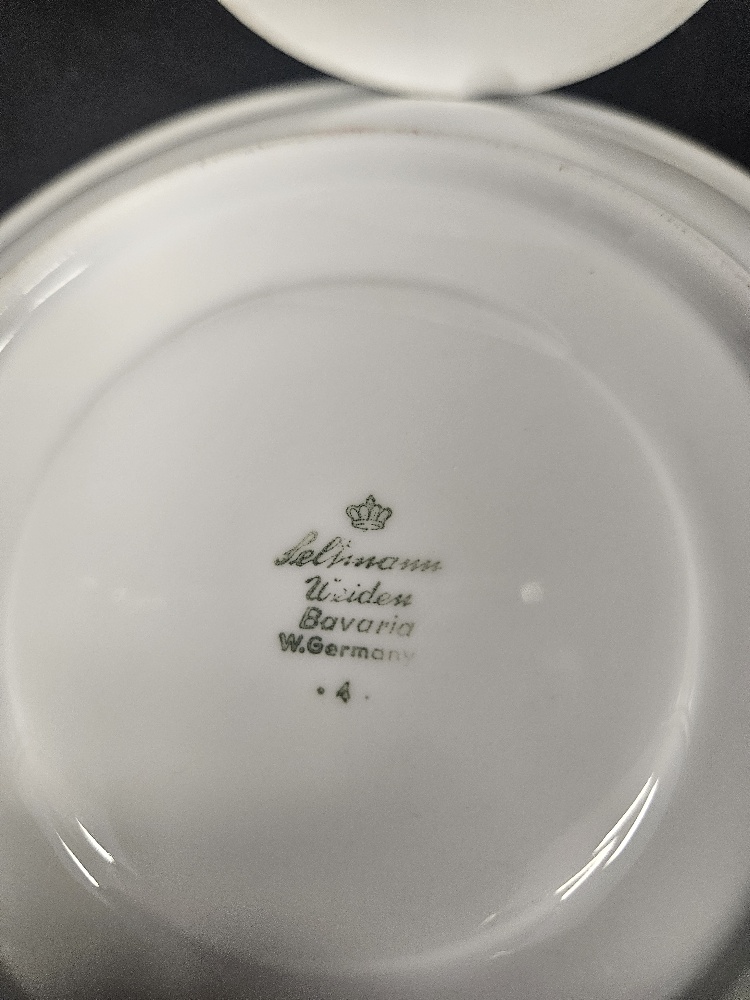 Seltmann
Weiden
Bavaria
W.Germany
· 4 ·